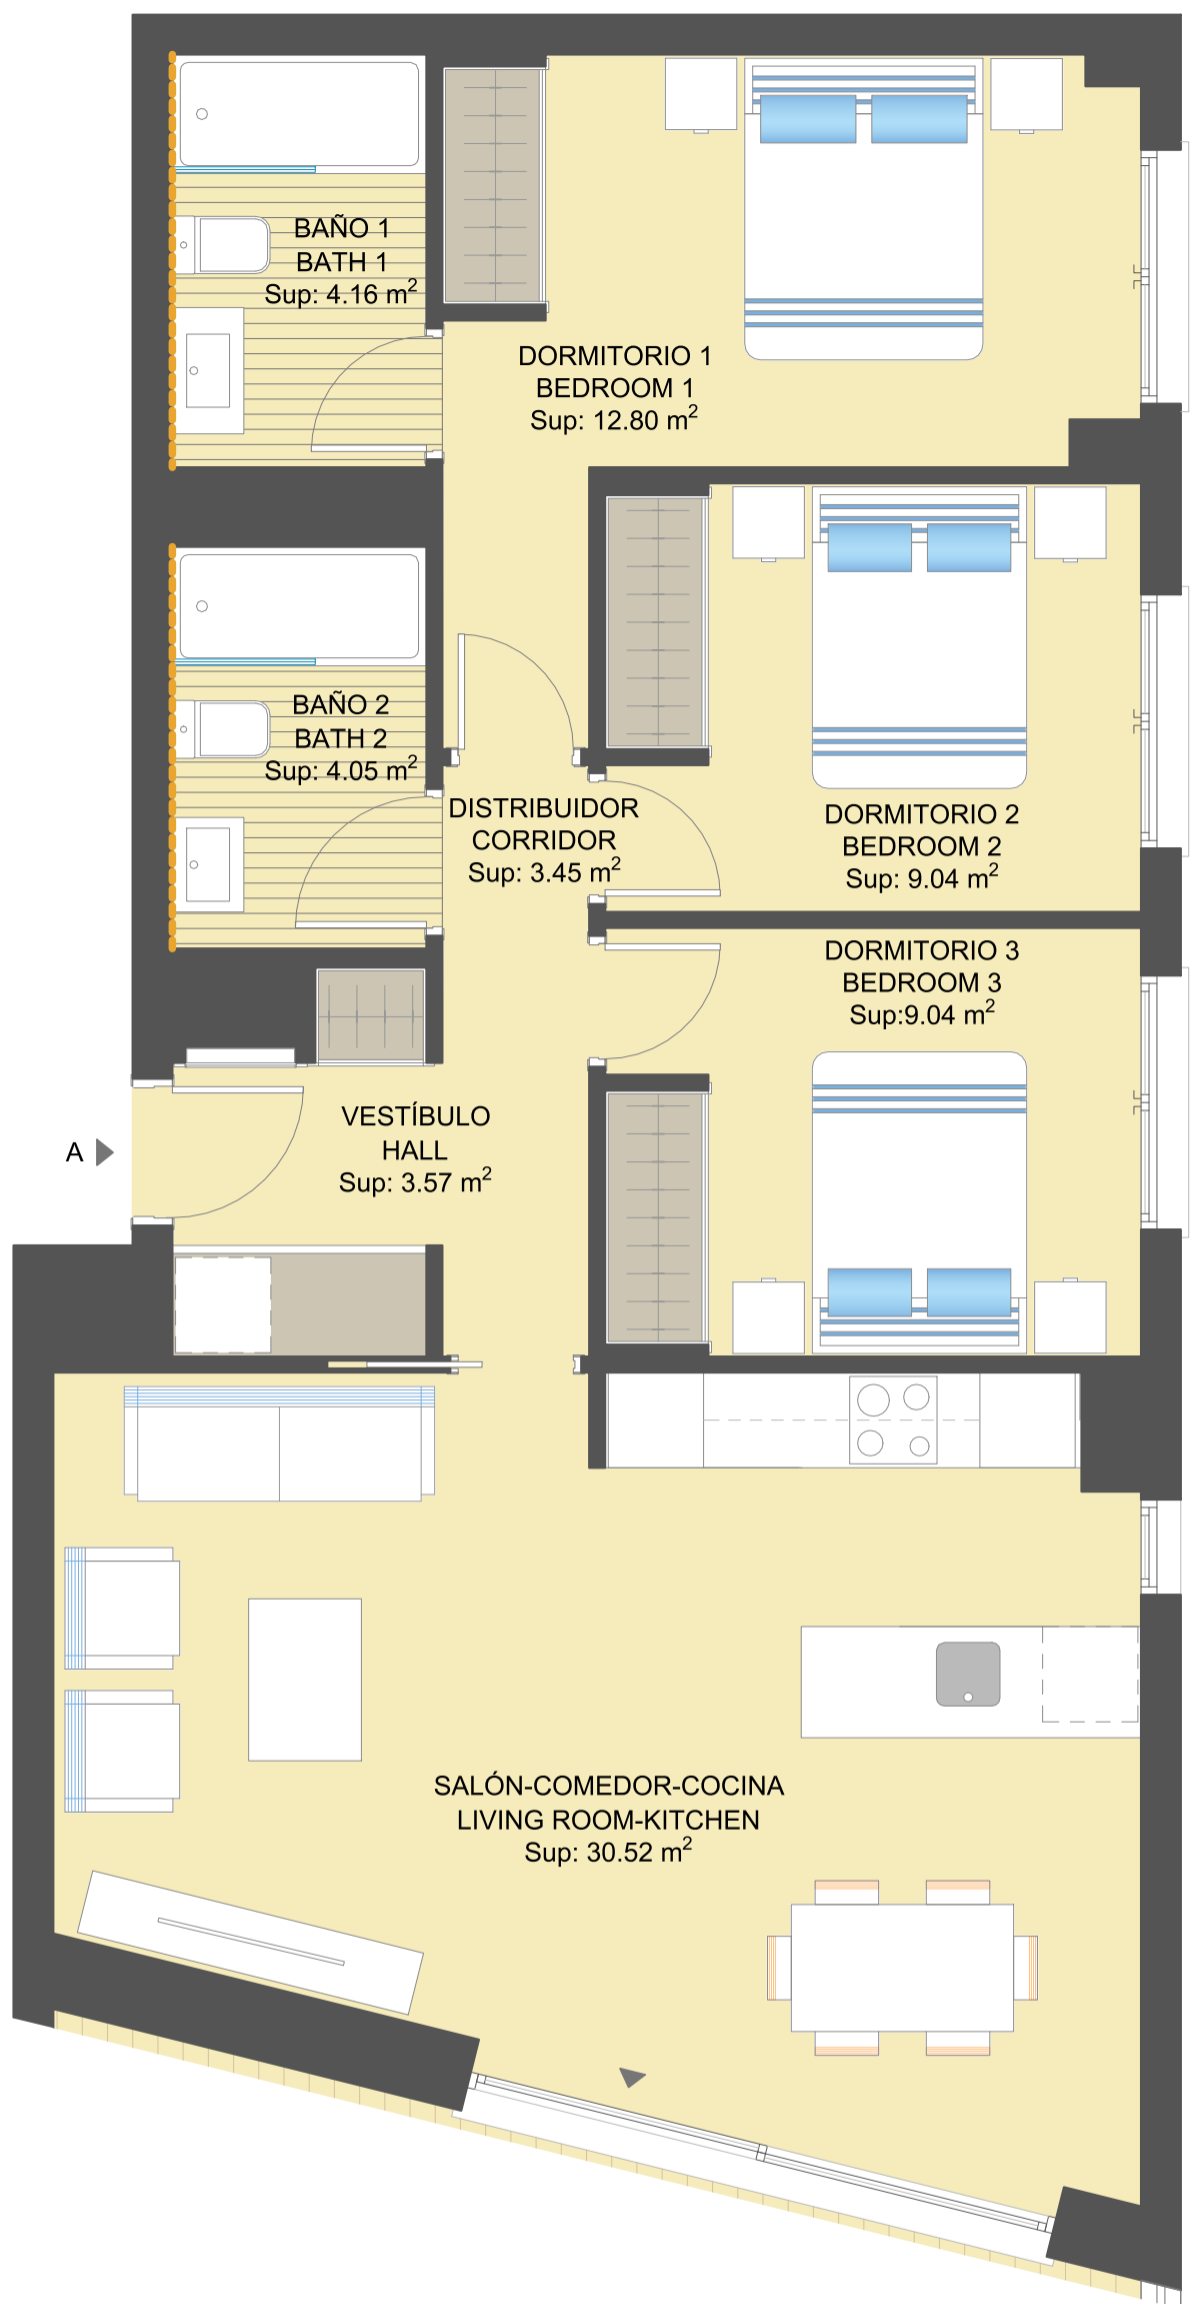 BAÑO 1
BATH 1
Sup: 4.16 m²
DORMITORIO 1
BEDROOM 1
Sup: 12.80 m²
BAÑO 2
BATH 2
Sup: 4.05 m²
DISTRIBUIDOR
CORRIDOR
Sup: 3.45 m²
DORMITORIO 2
BEDROOM 2
Sup: 9.04 m²
DORMITORIO 3
BEDROOM 3
Sup:9.04 m²
A
VESTÍBULO
HALL
Sup: 3.57 m²
SALÓN-COMEDOR-COCINA
LIVING ROOM-KITCHEN
Sup: 30.52 m²